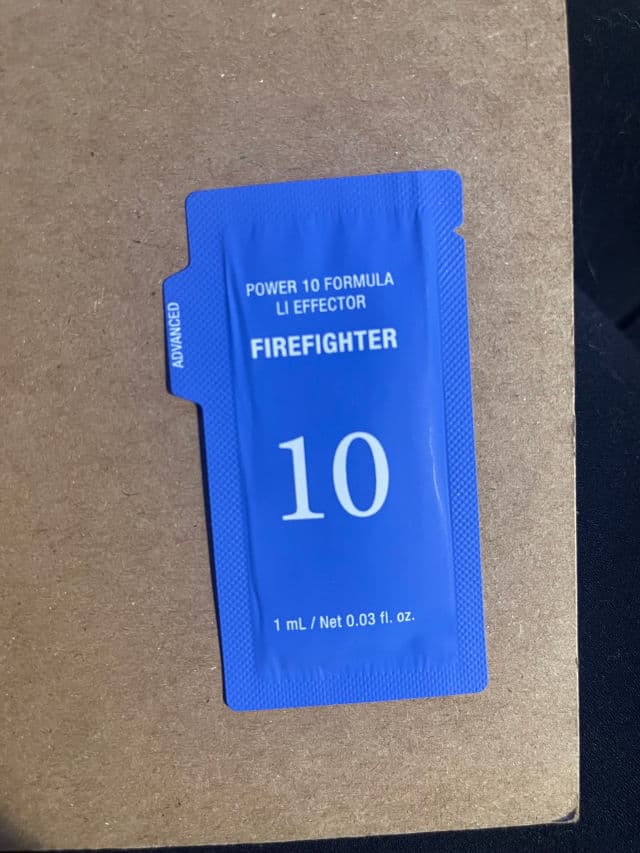 POWER 10 FORMULA
LI EFFECTOR
FIREFIGHTER
ADVANCED
10
1 mL / Net 0.03 fl. oz.